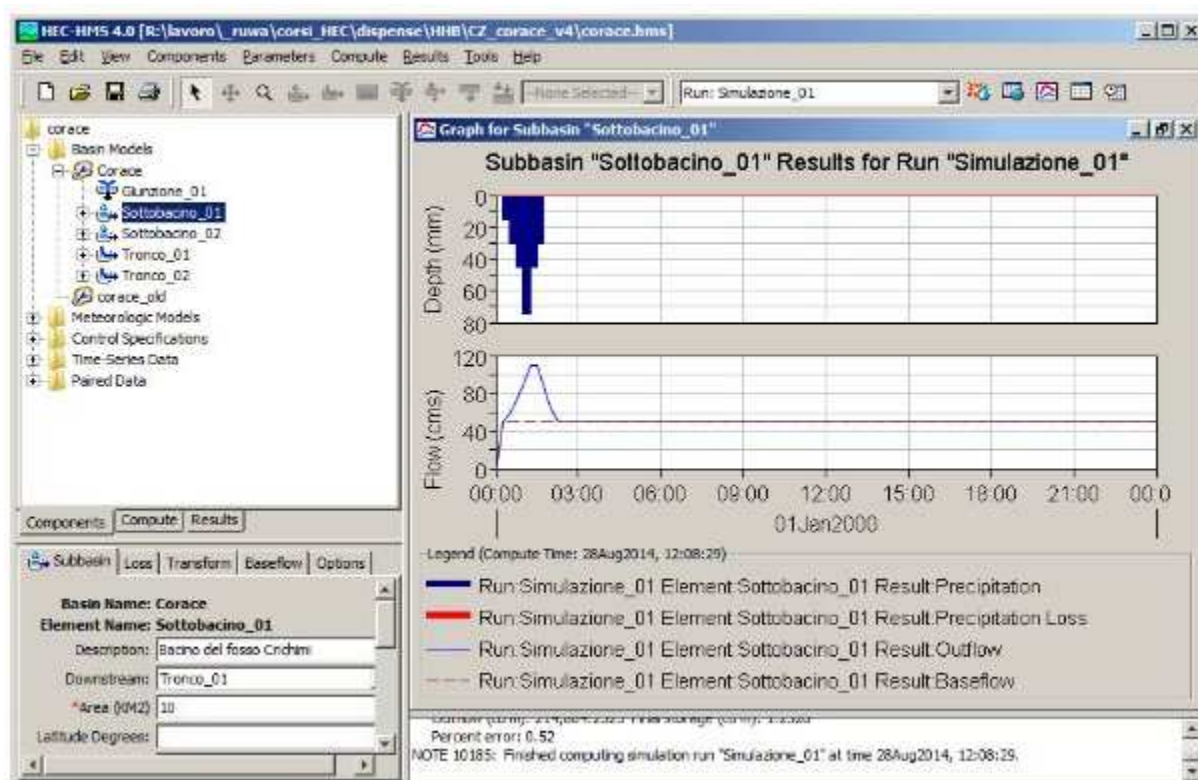 HEC-HMS 4.0 [R:\lavoro\_ruwa\corsi_HEC\dispense\HHB\CZ_corace_v4\corace.hms]
File Edit View Components Parameters Compute Results Tools Help
--None Selected-- Run: Simulazione_01
corace
Basin Models
Corace
Giunzione_01
Sottobacino_01
Sottobacino_02
Tronco_01
Tronco_02
corace_old
Meteorologic Models
Control Specifications
Time-Series Data
Paired Data
Components Compute Results
Subbasin Loss Transform Baseflow Options
Basin Name: Corace
Element Name: Sottobacino_01
Description: Bacino del fosso Crichimi
Downstream: Tronco_01
*Area (KM2) 10
Latitude Degrees:
Graph for Subbasin "Sottobacino_01"
Subbasin "Sottobacino_01" Results for Run "Simulazione_01"
Depth (mm)
0
20
40
60
80
Flow (cms)
120
80
40
0
00:00 03:00 06:00 09:00 12:00 15:00 18:00 21:00 00:0
01Jan2000
Legend (Compute Time: 28Aug2014, 12:08:29)
Run:Simulazione_01 Element:Sottobacino_01 Result:Precipitation
Run:Simulazione_01 Element:Sottobacino_01 Result:Precipitation Loss
Run:Simulazione_01 Element:Sottobacino_01 Result:Outflow
Run:Simulazione_01 Element:Sottobacino_01 Result:Baseflow
Percent error: 0.52
NOTE 10185: Finished computing simulation run "Simulazione_01" at time 28Aug2014, 12:08:29.